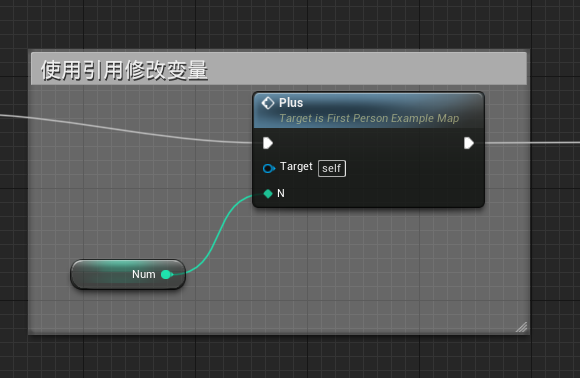 使用引用修改变量
Plus
Target is First Person Example Map
Target self
N
Num